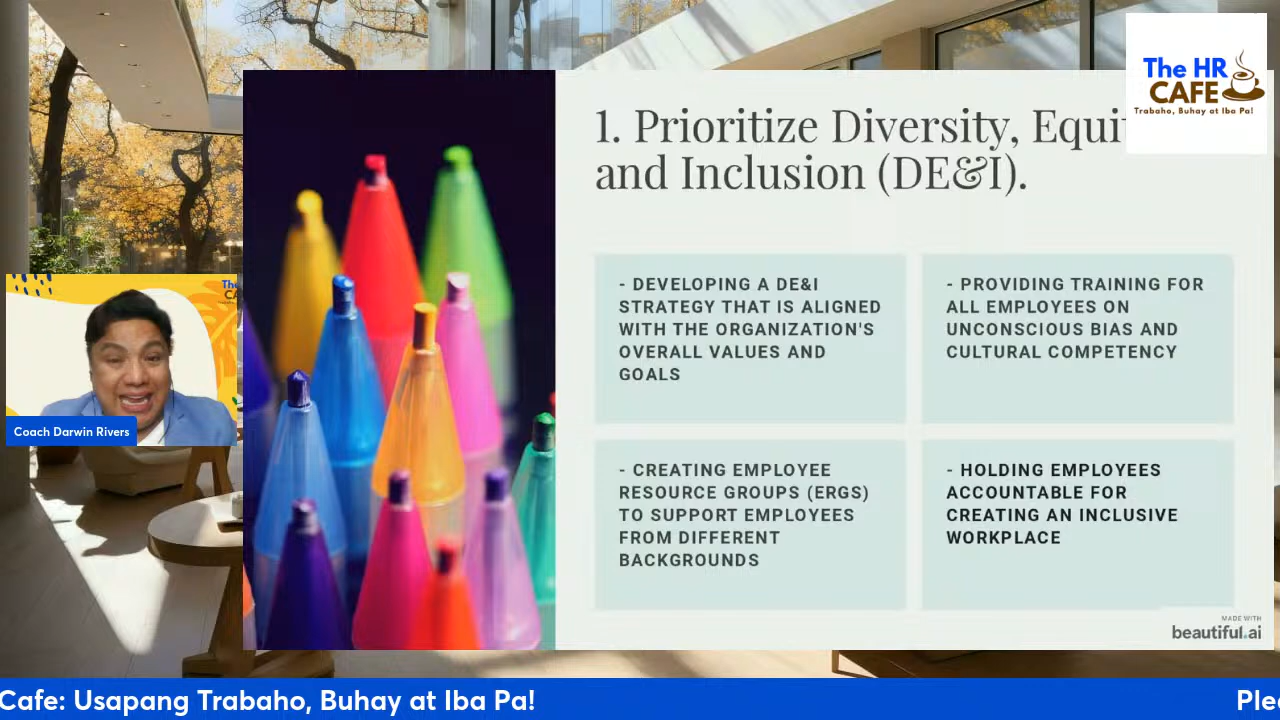 The HR
CAFE
Trabaho, Buhay at Iba Pa!
1. Prioritize Diversity, Equi
and Inclusion (DE&I).
- DEVELOPING A DE&I
STRATEGY THAT IS ALIGNED
WITH THE ORGANIZATION'S
OVERALL VALUES AND
GOALS
- PROVIDING TRAINING FOR
ALL EMPLOYEES ON
UNCONSCIOUS BIAS AND
CULTURAL COMPETENCY
- CREATING EMPLOYEE
RESOURCE GROUPS (ERGS)
TO SUPPORT EMPLOYEES
FROM DIFFERENT
BACKGROUNDS
- HOLDING EMPLOYEES
ACCOUNTABLE FOR
CREATING AN INCLUSIVE
WORKPLACE
The
CA
Coach Darwin Rivers
MADE WITH
beautiful.ai
Cafe: Usapang Trabaho, Buhay at Iba Pa!
Plea